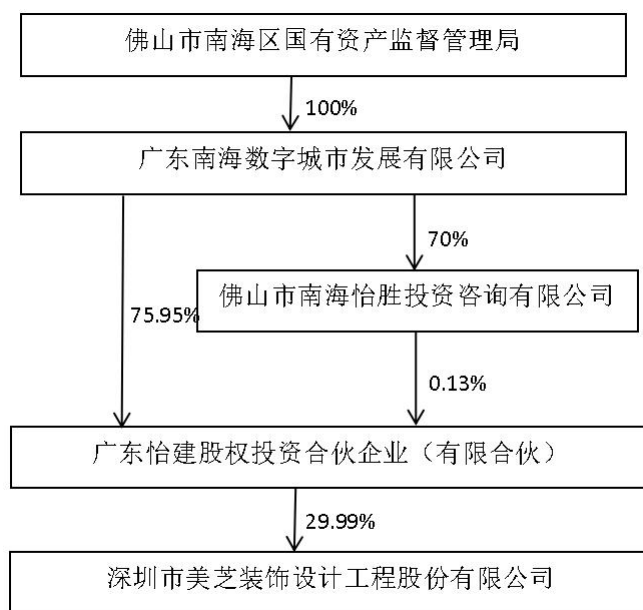 佛山市南海区国有资产监督管理局
100%
广东南海数字城市发展有限公司
70%
佛山市南海怡胜投资咨询有限公司
75.95%
0.13%
广东怡建股权投资合伙企业（有限合伙）
29.99%
深圳市美芝装饰设计工程股份有限公司